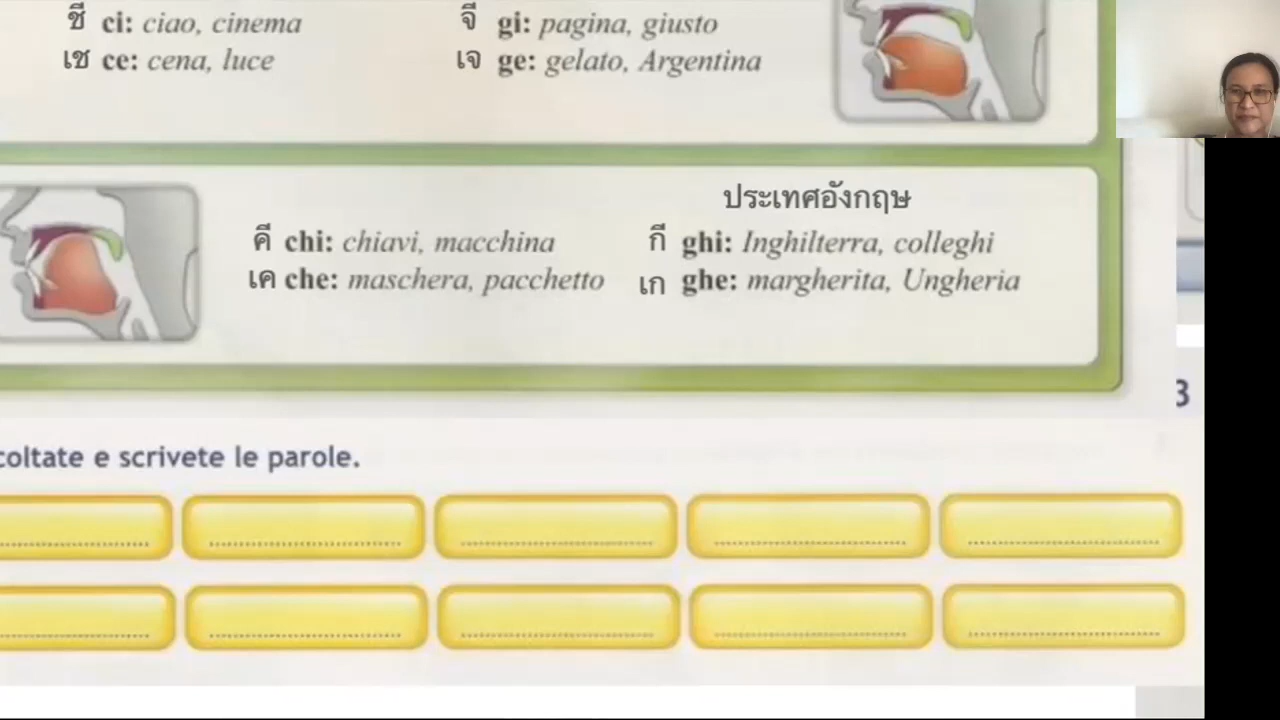 ชี ci: ciao, cinema
จี gi: pagina, giusto
เช ce: cena, luce
เจ ge: gelato, Argentina
ประเทศอังกฤษ
คี chi: chiavi, macchina
กี ghi: Inghilterra, colleghi
เค che: maschera, pacchetto
เก ghe: margherita, Ungheria
3
coltate e scrivete le parole.